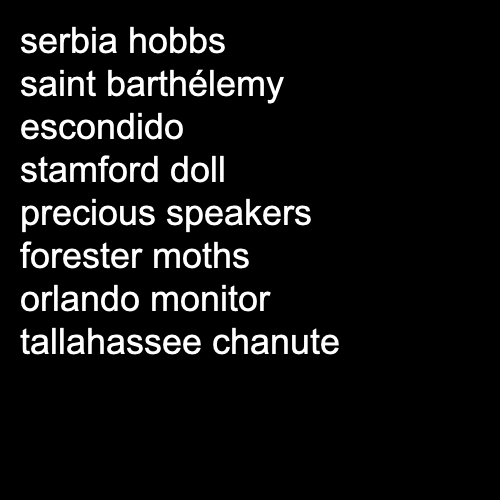 serbia hobbs
saint barthélemy
escondido
stamford doll
precious speakers
forester moths
orlando monitor
tallahassee chanute